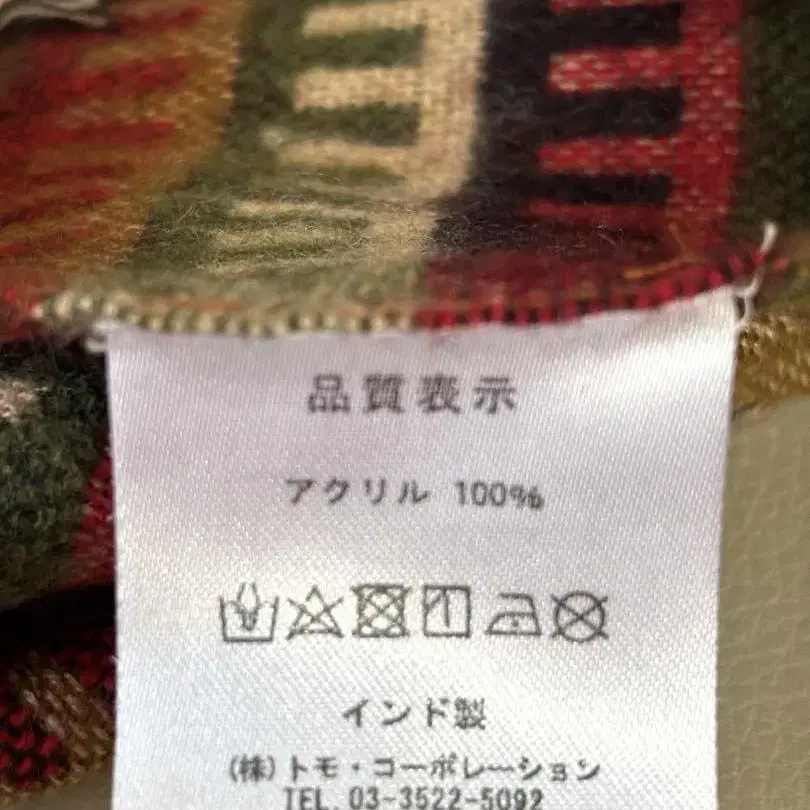 品質表示
アクリル 100%
インド製
(株)トモ・コーポレーション
TEL. 03-3522-5092